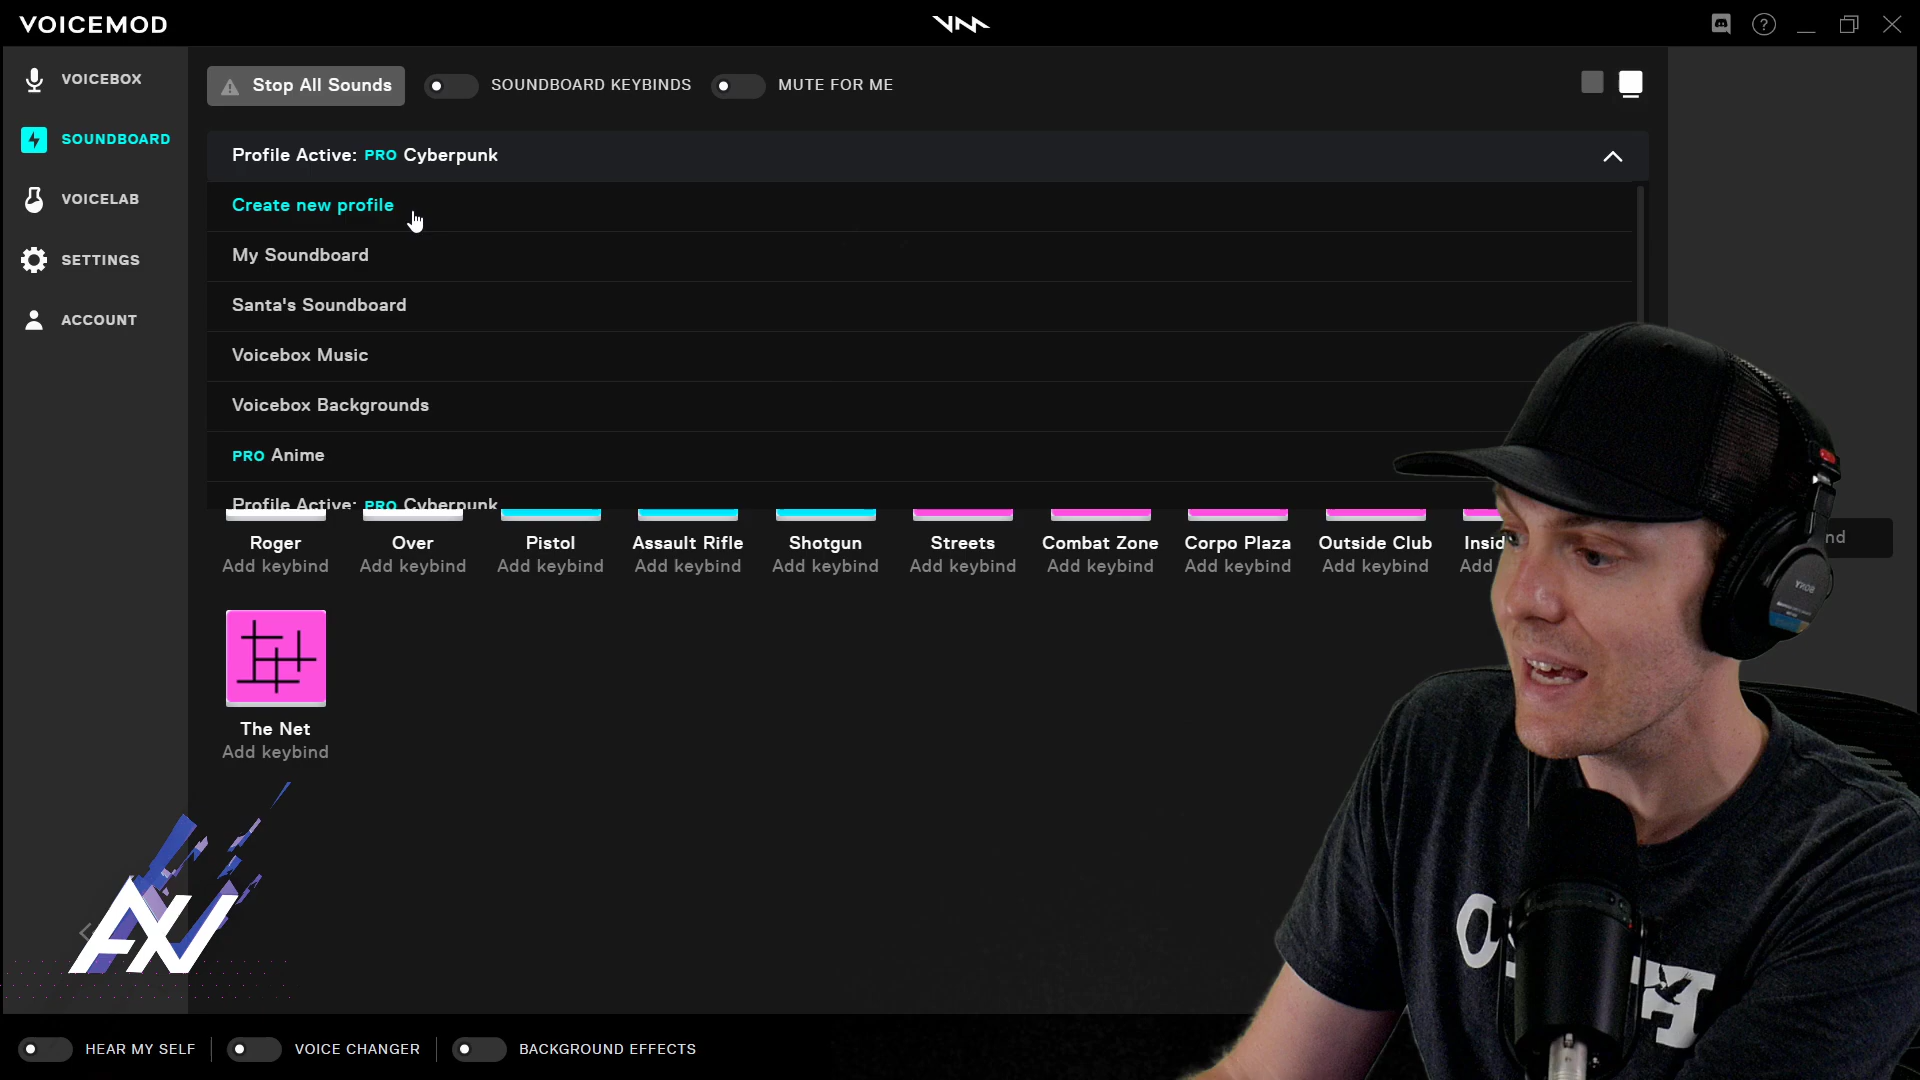 VOICEMOD
VOICEBOX
SOUNDBOARD
VOICELAB
SETTINGS
ACCOUNT
Stop All Sounds
SOUNDBOARD KEYBINDS
MUTE FOR ME
Profile Active: PRO Cyberpunk
Create new profile
My Soundboard
Santa's Soundboard
Voicebox Music
Voicebox Backgrounds
PRO Anime
Profile Active: PRO Cyberpunk
Roger Over Pistol Assault Rifle Shotgun Streets Combat Zone Corpo Plaza Outside Club Insid
Add keybind Add keybind Add keybind Add keybind Add keybind Add keybind Add keybind Add keybind Add keybind Add
nd
The Net
Add keybind
SONY
HEAR MY SELF
VOICE CHANGER
BACKGROUND EFFECTS